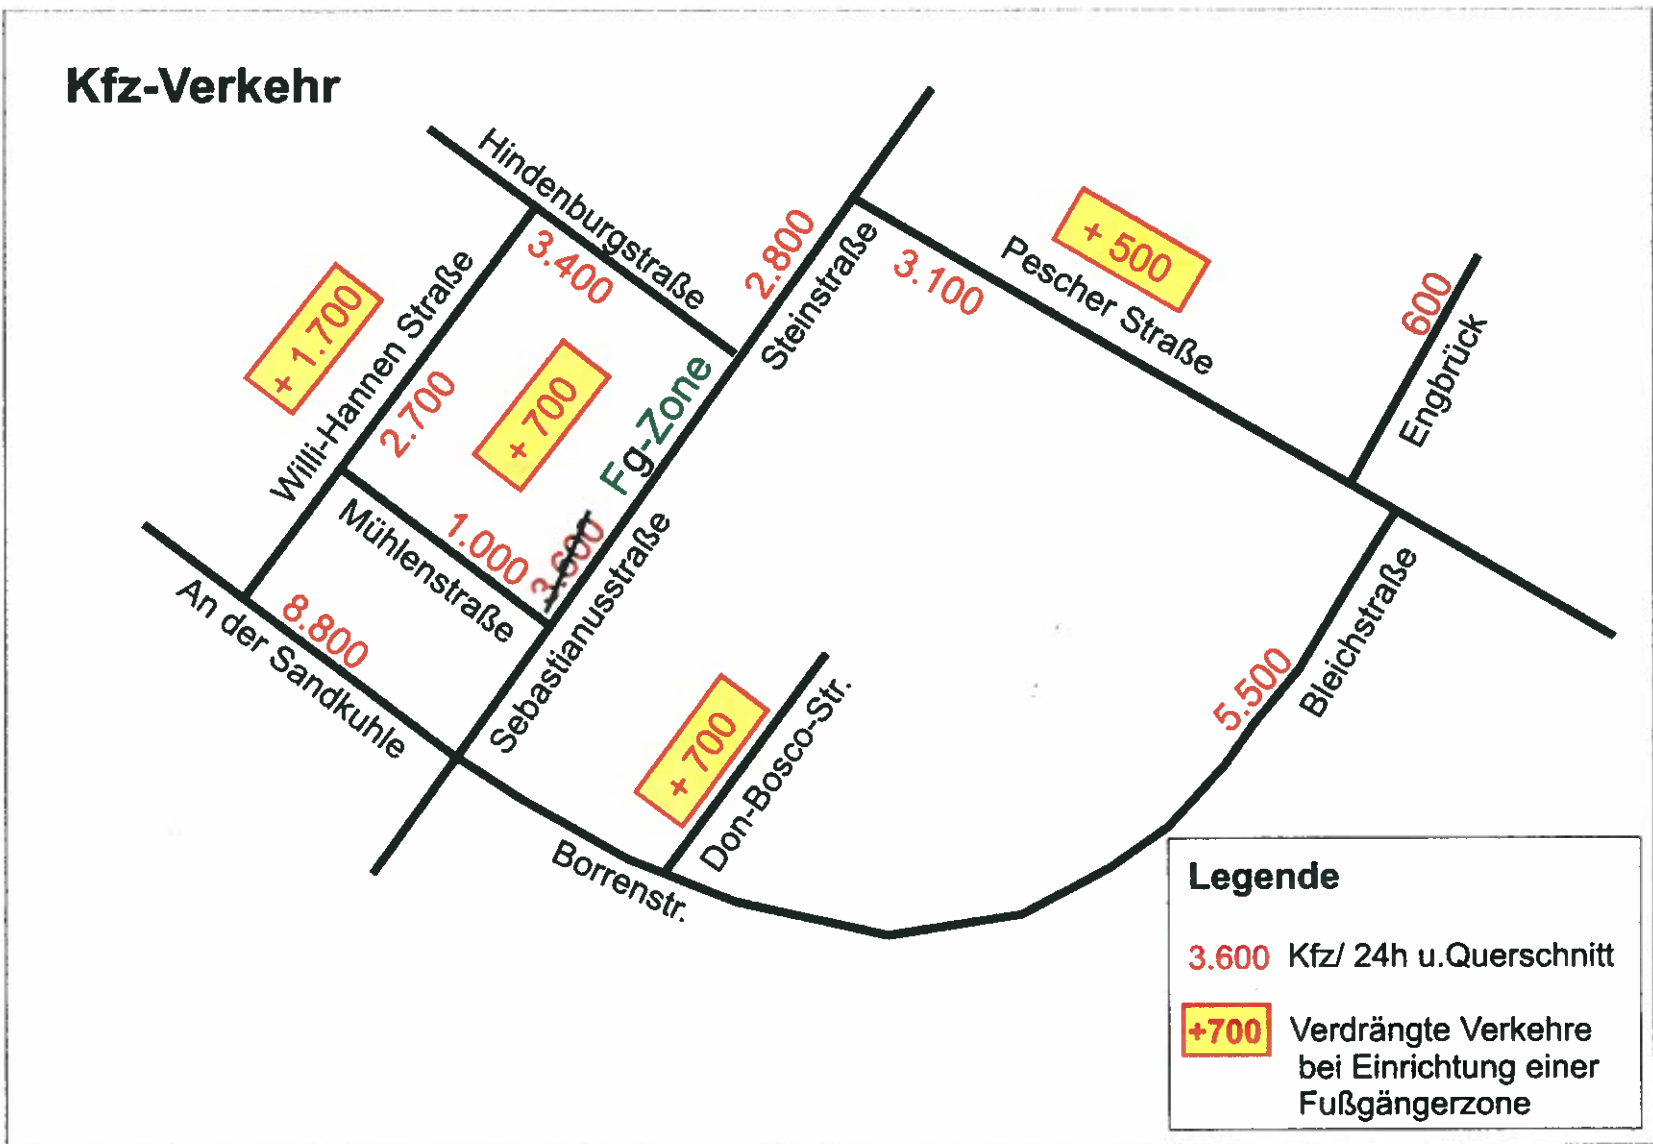 Kfz-Verkehr
Hindenburgstraße
3.400
2.800
Steinstraße
3.100
Pescher Straße
+ 500
600
Engbrück
+ 1.700
Willi-Hannen Straße
2.700
+ 700
Fg-Zone
Mühlenstraße
1.000
3.600
Sebastianusstraße
An der Sandkuhle
8.800
+ 700
Don-Bosco-Str.
Borrenstr.
5.500
Bleichstraße
Legende
3.600 Kfz/ 24h u.Querschnitt
+700 Verdrängte Verkehre
bei Einrichtung einer
Fußgängerzone